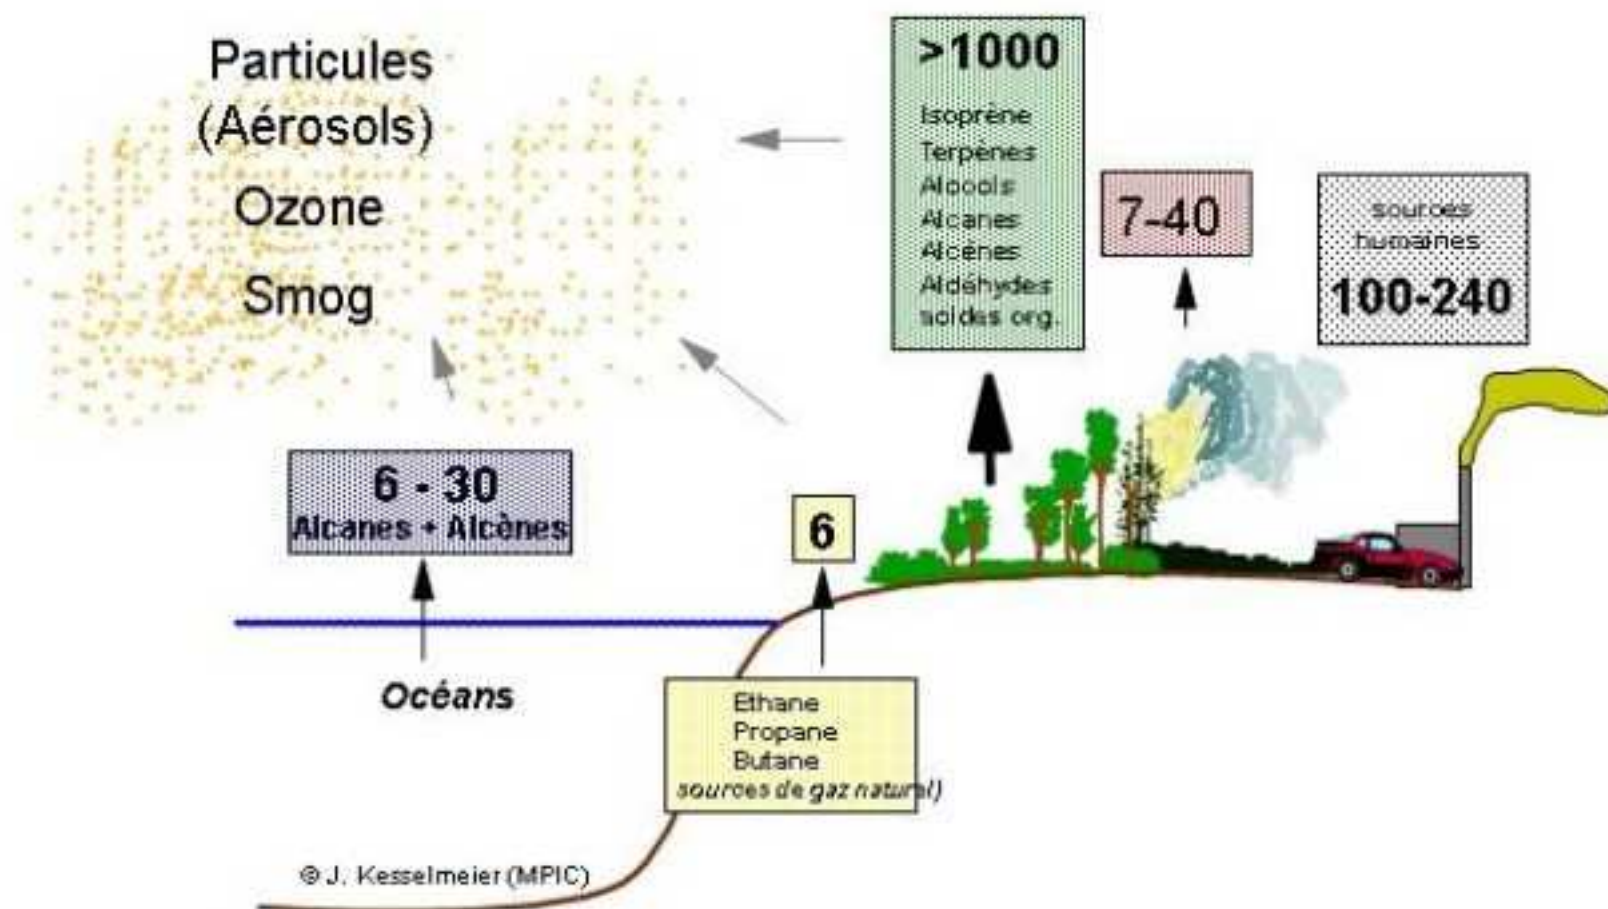 Particules
(Aérosols)
Ozone
Smog
>1000
Isoprène
Terpènes
Alcools
Alcanes
Alcènes
Aldéhydes
acides org.
7-40
sources
humaines
100-240
6 - 30
Alcanes + Alcènes
6
Océans
Ethane
Propane
Butane
sources de gaz naturel)
© J. Kesselmeier (MPIC)